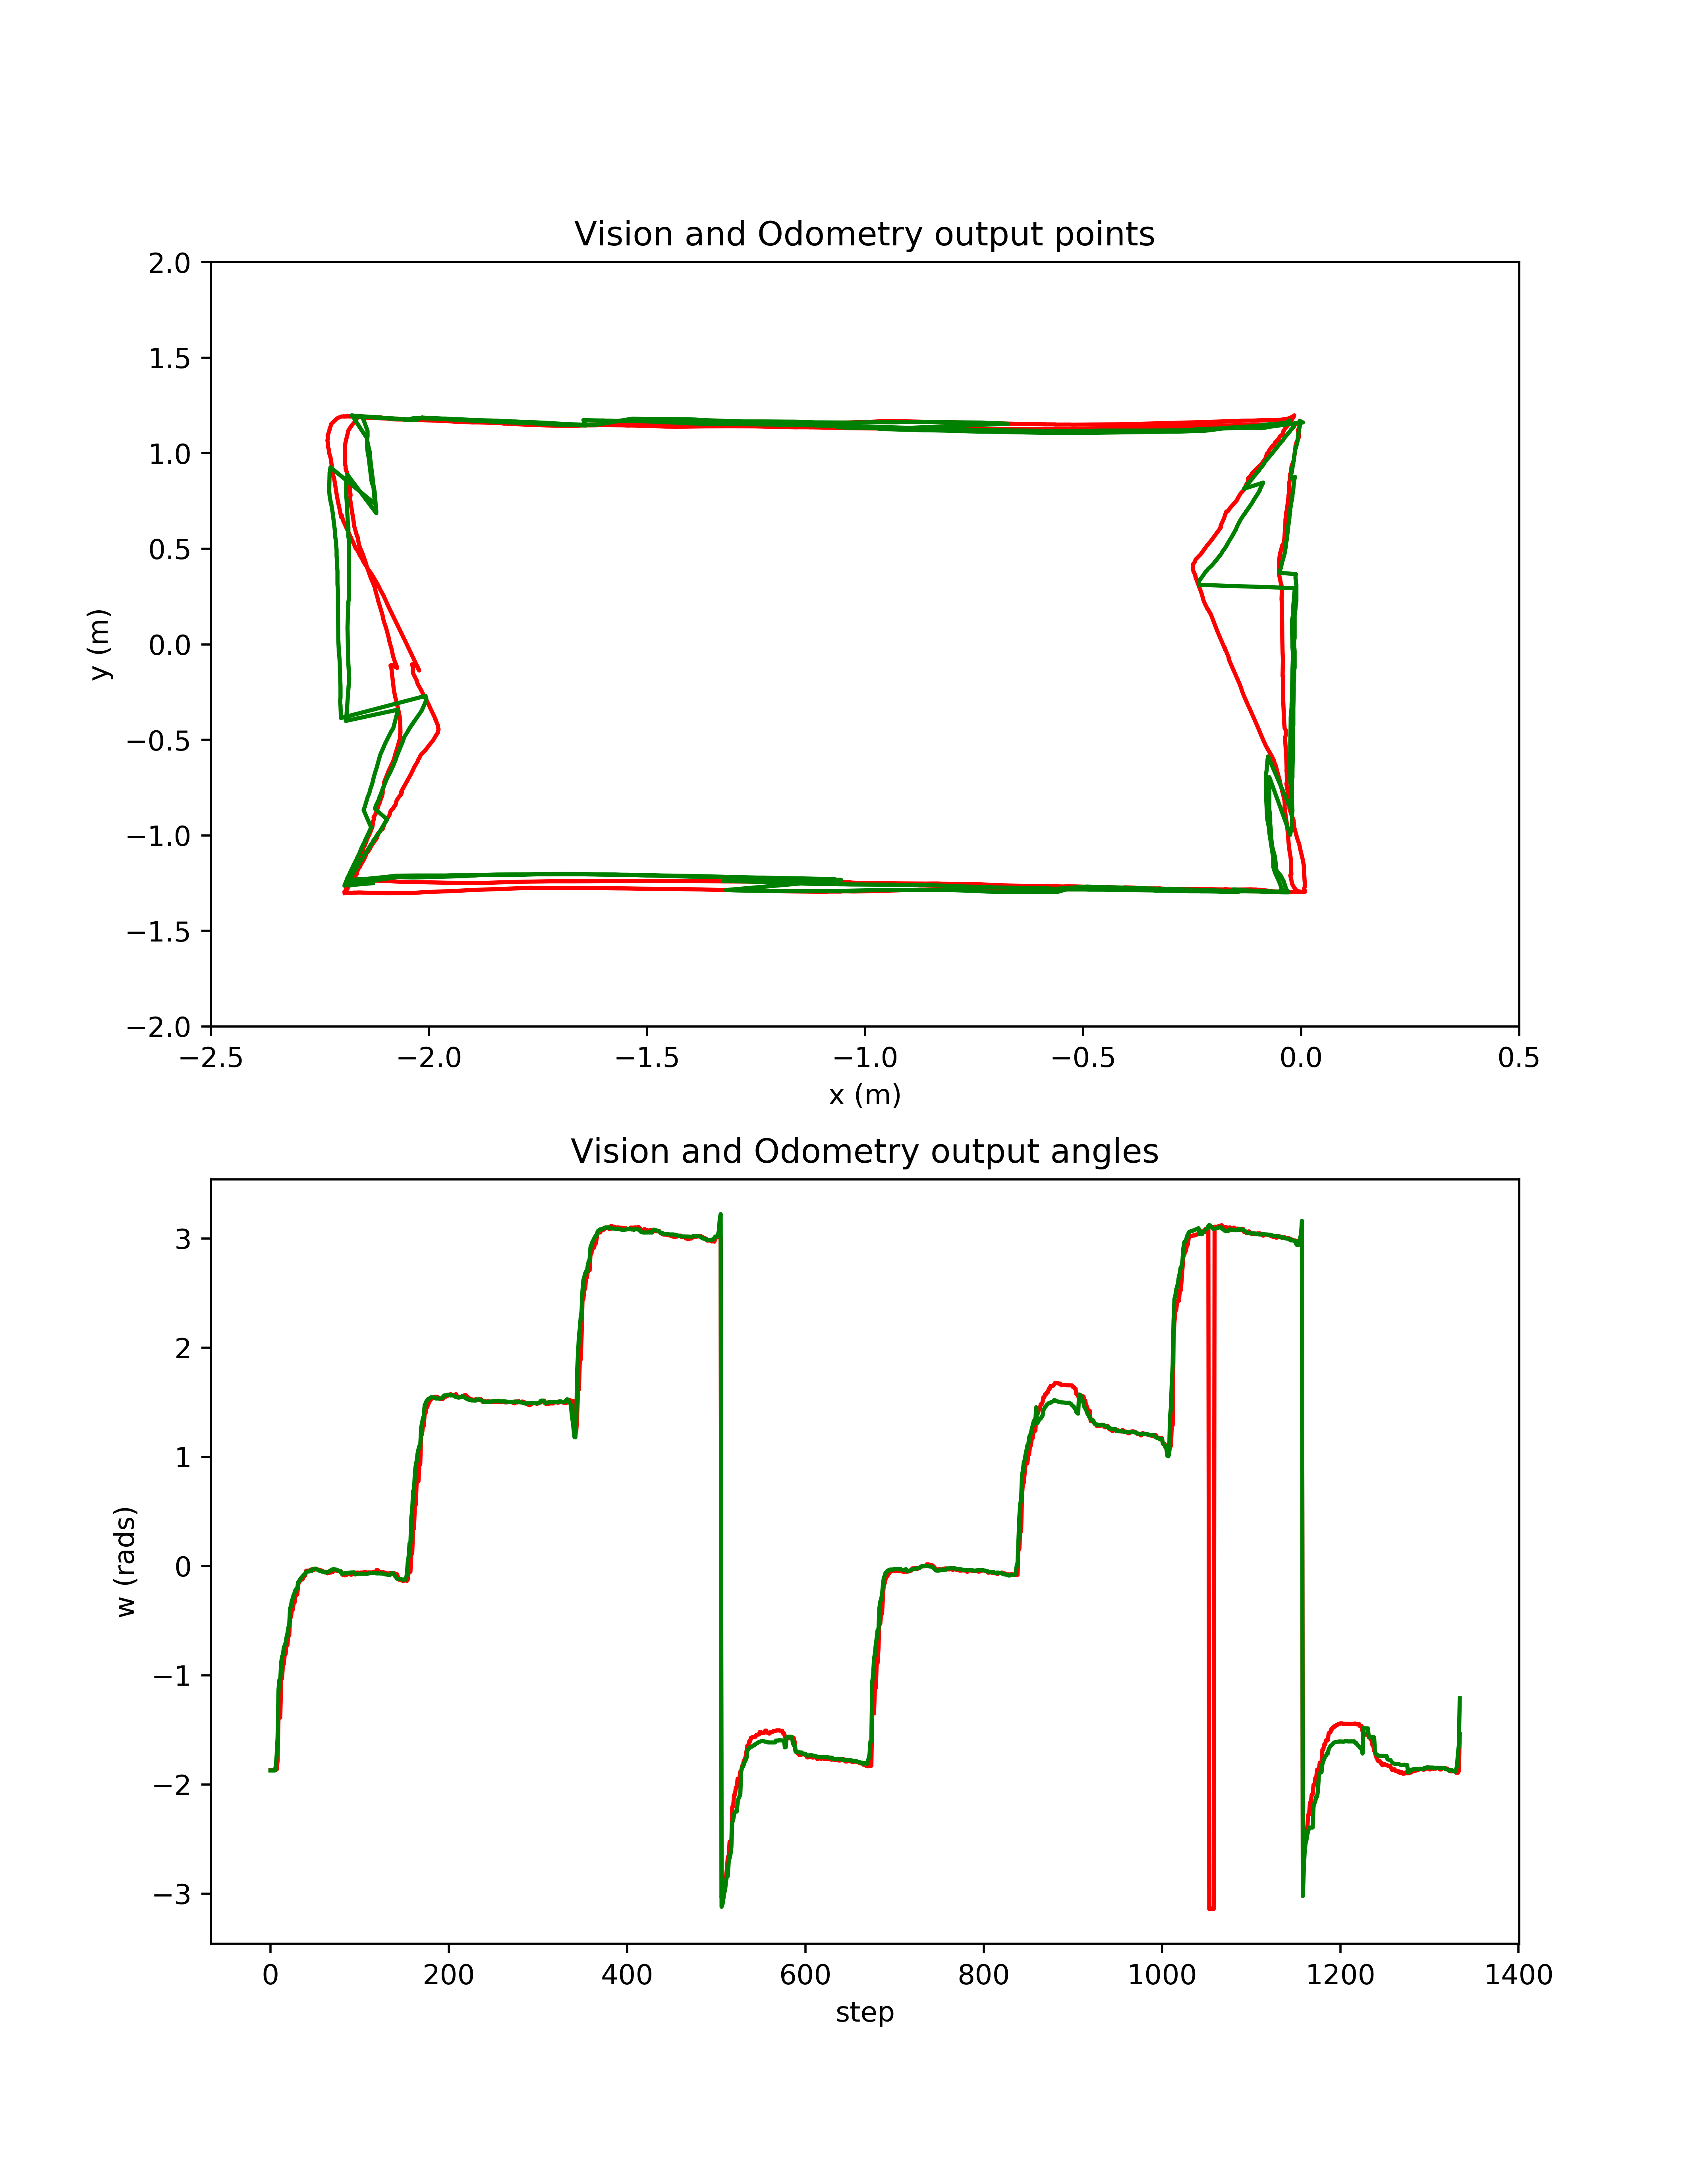 Vision and Odometry output points
2.0
1.5
1.0
0.5
0.0
−0.5
−1.0
−1.5
−2.0
y (m)
−2.5 −2.0 −1.5 −1.0 −0.5 0.0 0.5
x (m)
Vision and Odometry output angles
3
2
1
0
−1
−2
−3
w (rads)
0 200 400 600 800 1000 1200 1400
step